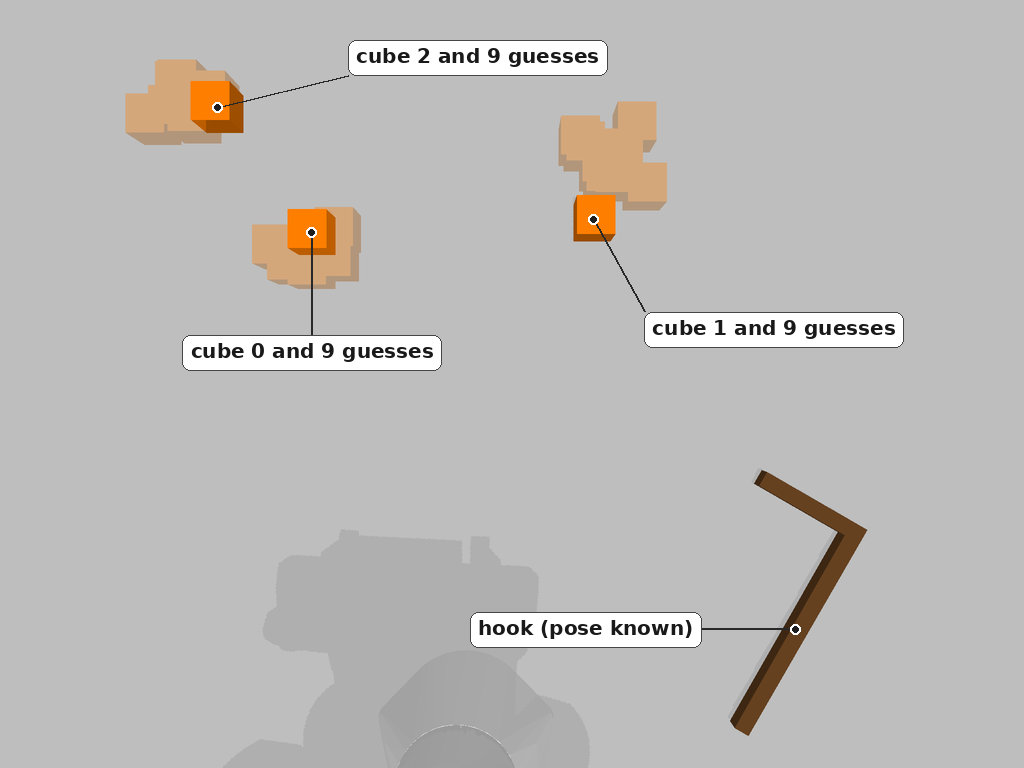 cube 2 and 9 guesses
cube 1 and 9 guesses
cube 0 and 9 guesses
hook (pose known)